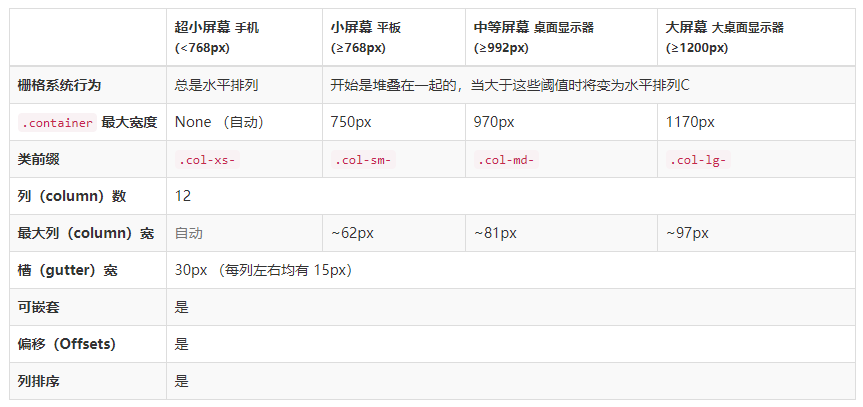 超小屏幕 手机 小屏幕 平板 中等屏幕 桌面显示器 大屏幕 大桌面显示器
(<768px) (≥768px) (≥992px) (≥1200px)
栅格系统行为 总是水平排列 开始是堆叠在一起的，当大于这些阈值时将变为水平排列C
.container 最大宽度 None （自动） 750px 970px 1170px
类前缀 .col-xs- .col-sm- .col-md- .col-lg-
列（column）数 12
最大列（column）宽 自动 ~62px ~81px ~97px
槽（gutter）宽 30px （每列左右均有 15px）
可嵌套 是
偏移（Offsets） 是
列排序 是